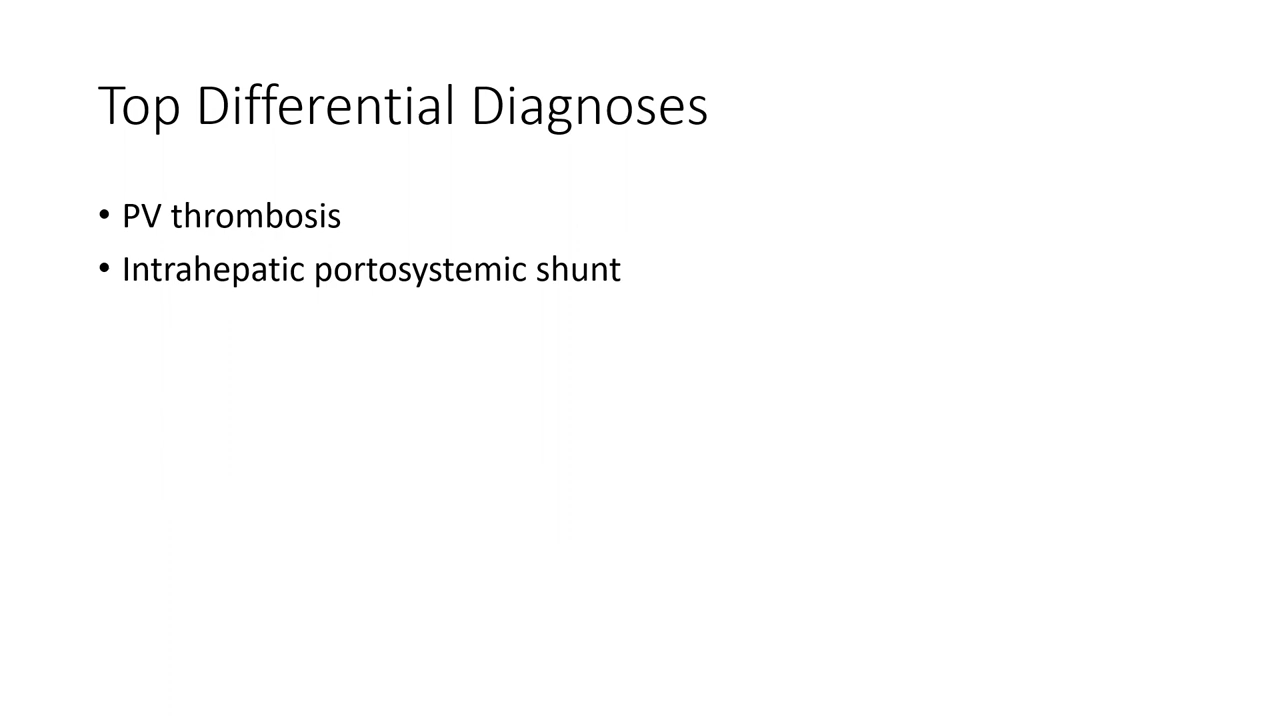 Top Differential Diagnoses
• PV thrombosis
• Intrahepatic portosystemic shunt